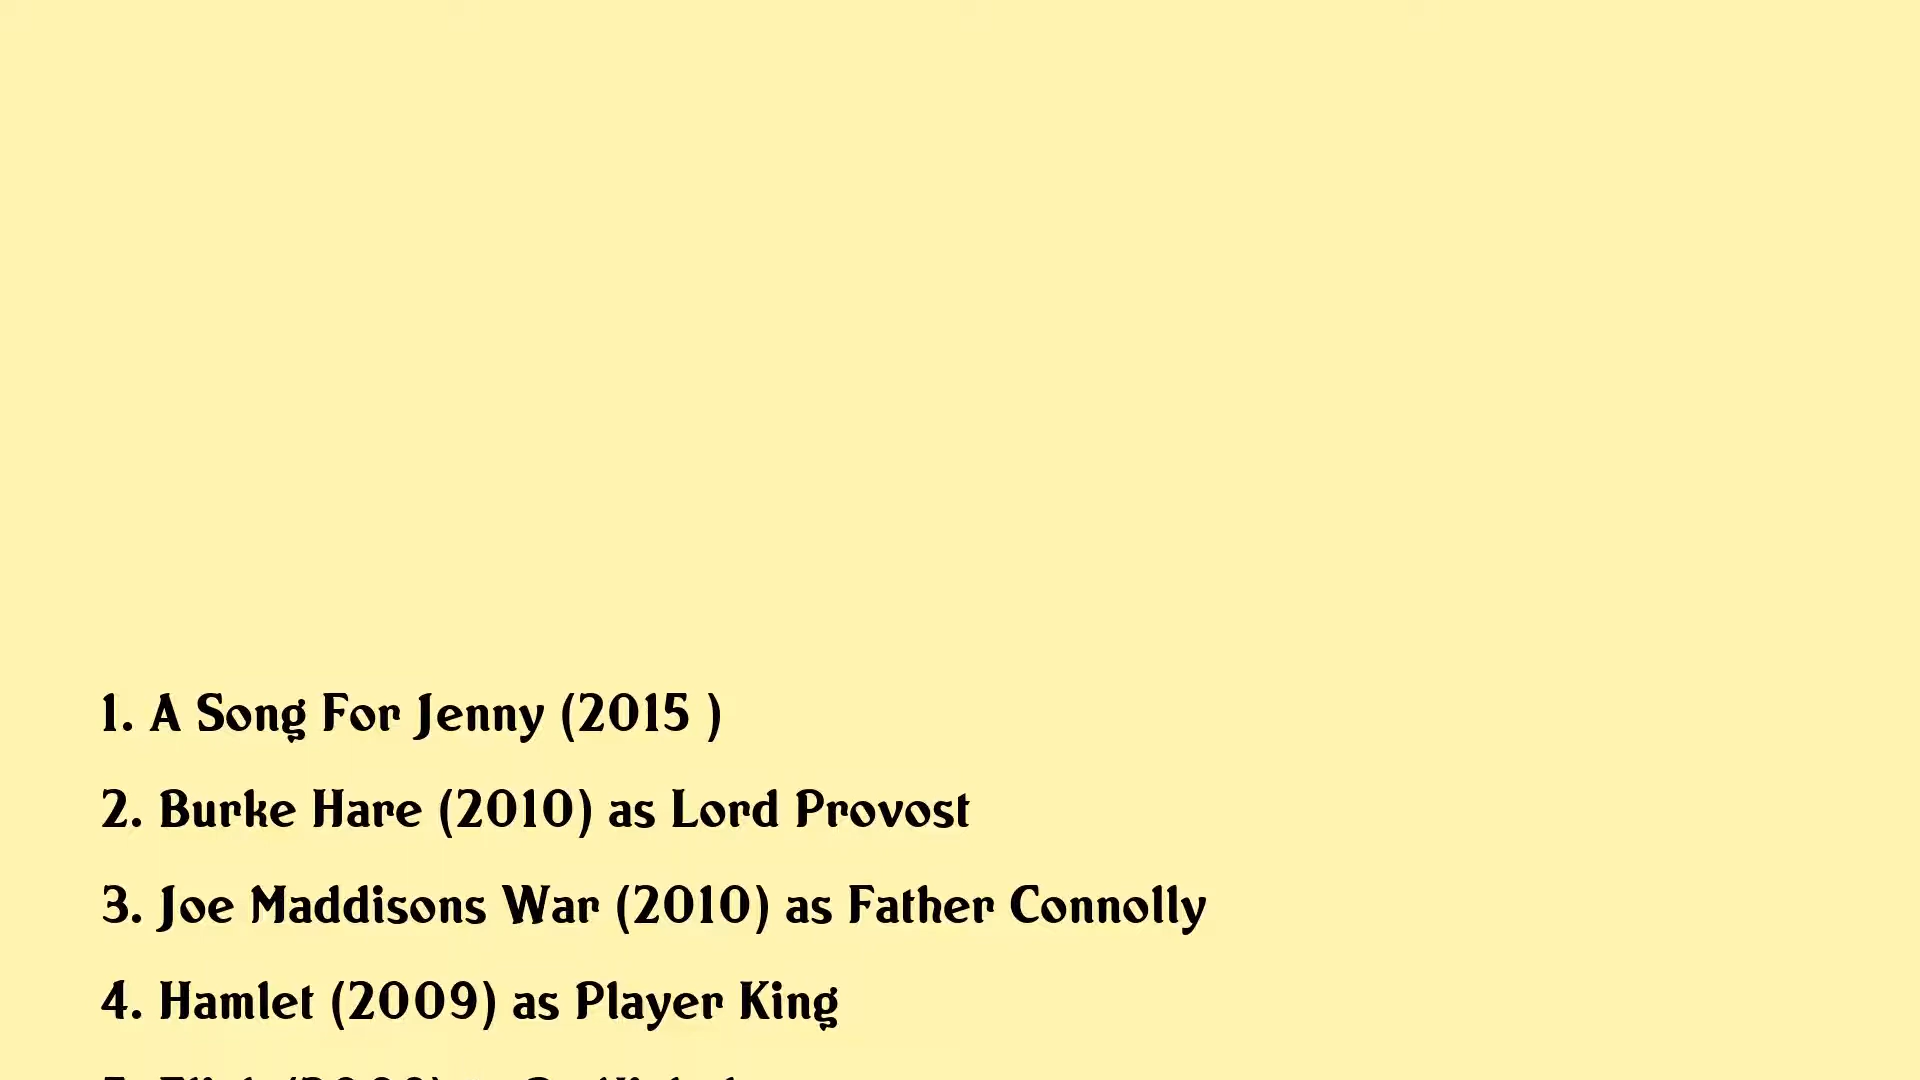 1. A Song For Jenny (2015 )
2. Burke Hare (2010) as Lord Provost
3. Joe Maddisons War (2010) as Father Connolly
4. Hamlet (2009) as Player King